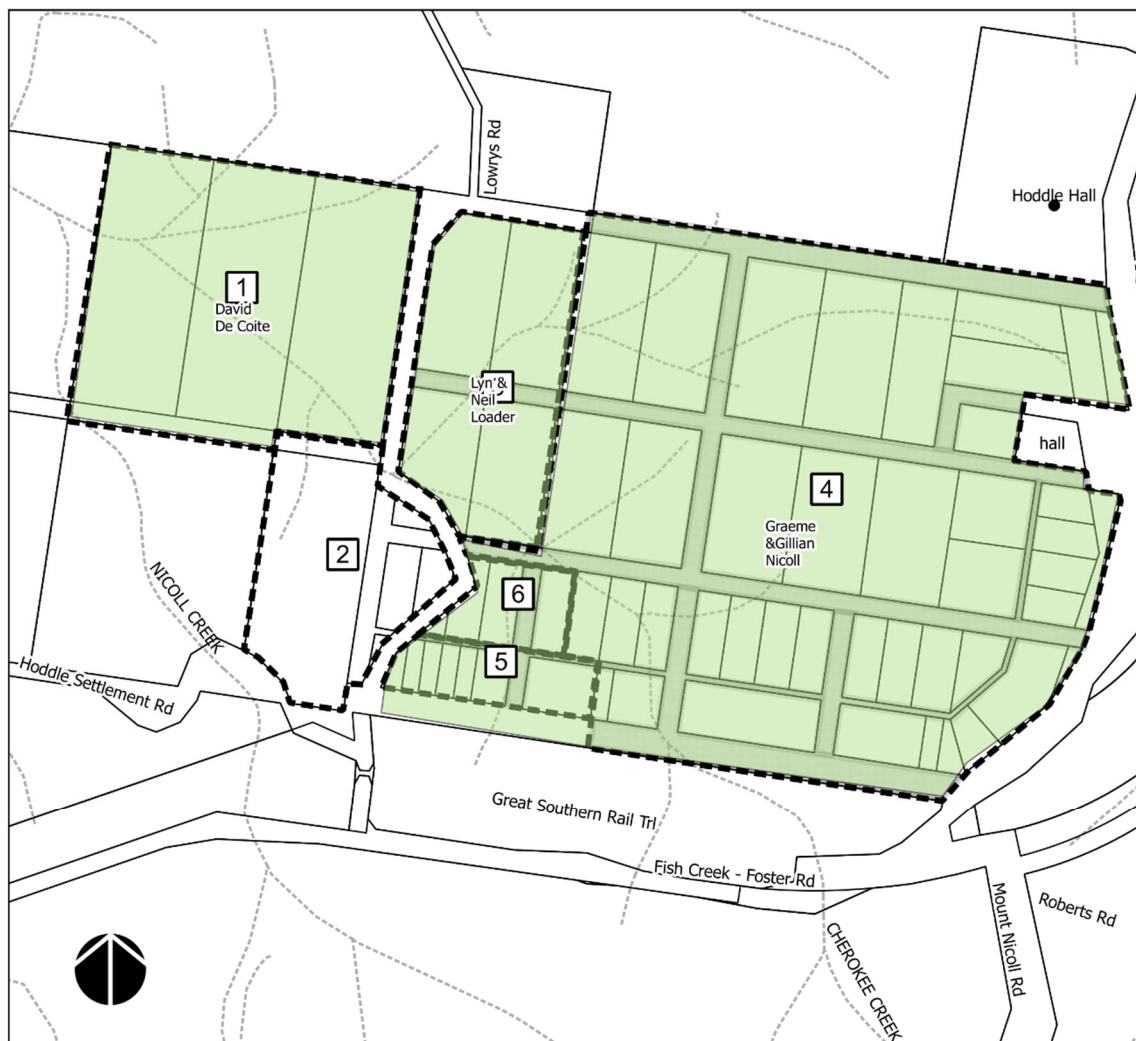 Lowrys Rd
Hoddle Hall
1
David
De Coite
Lyn &
Neil
Loader
hall
4
Graeme
&Gillian
Nicoll
2
6
5
NICOLL CREEK
Hoddle Settlement Rd
Great Southern Rail Trl
Fish Creek - Foster Rd
Mount Nicoll Rd
Roberts Rd
CHEROKEE CREEK